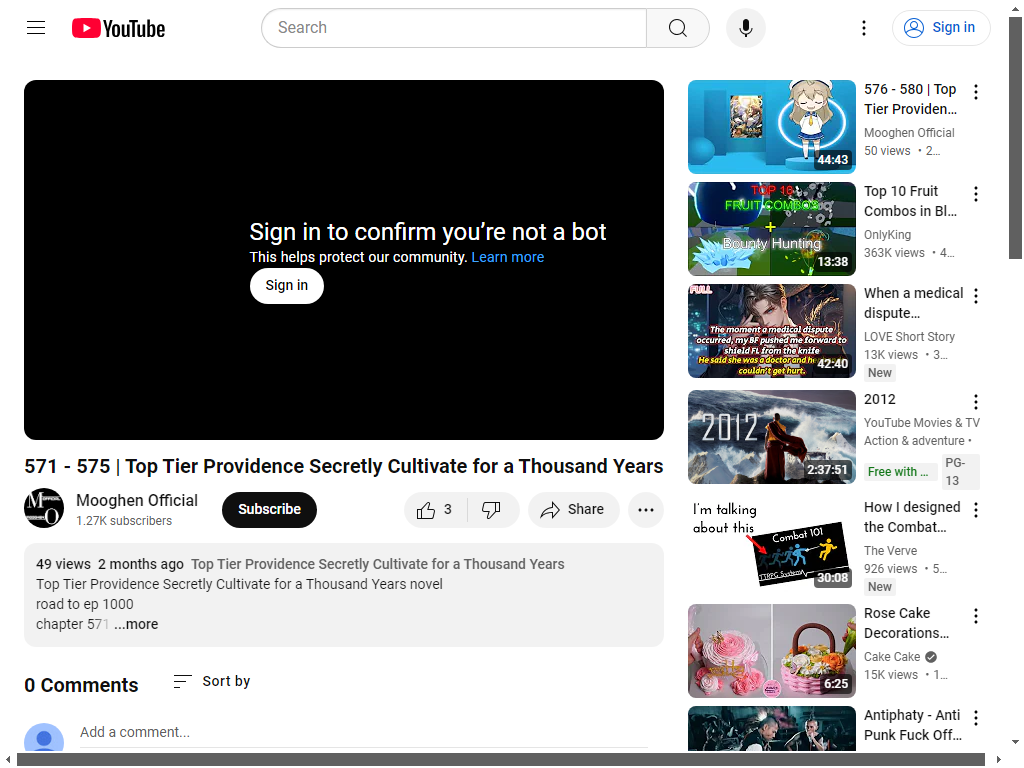 YouTube
Search
Sign in
Sign in to confirm you're not a bot
This helps protect our community. Learn more
Sign in
571 - 575 | Top Tier Providence Secretly Cultivate for a Thousand Years
Mooghen Official
1.27K subscribers
Subscribe
3
Share
49 views 2 months ago Top Tier Providence Secretly Cultivate for a Thousand Years
Top Tier Providence Secretly Cultivate for a Thousand Years novel
road to ep 1000
chapter 571 ...more
0 Comments
Sort by
Add a comment...
44:43
576 - 580 | Top
Tier Providen...
Mooghen Official
50 views • 2...
TOP 18
FRUIT COMBOS
+
Bounty Hunting
13:38
Top 10 Fruit
Combos in Bl...
OnlyKing
363K views • 4...
FULL
The moment a medical dispute
occurred, my BF pushed me forward to
shield FL from the knife
He said she was a doctor and her
couldn't get hurt.
42:40
When a medical
dispute...
LOVE Short Story
13K views • 3...
New
2012
2:37:51
2012
YouTube Movies & TV
Action & adventure •
Free with ...
PG-
13
I'm talking
about this
Combat 101
TTRPG Systems
30:08
How I designed
the Combat...
The Verve
926 views • 5...
New
6:25
Rose Cake
Decorations...
Cake Cake
15K views • 1...
Antiphaty - Anti
Punk Fuck Off...